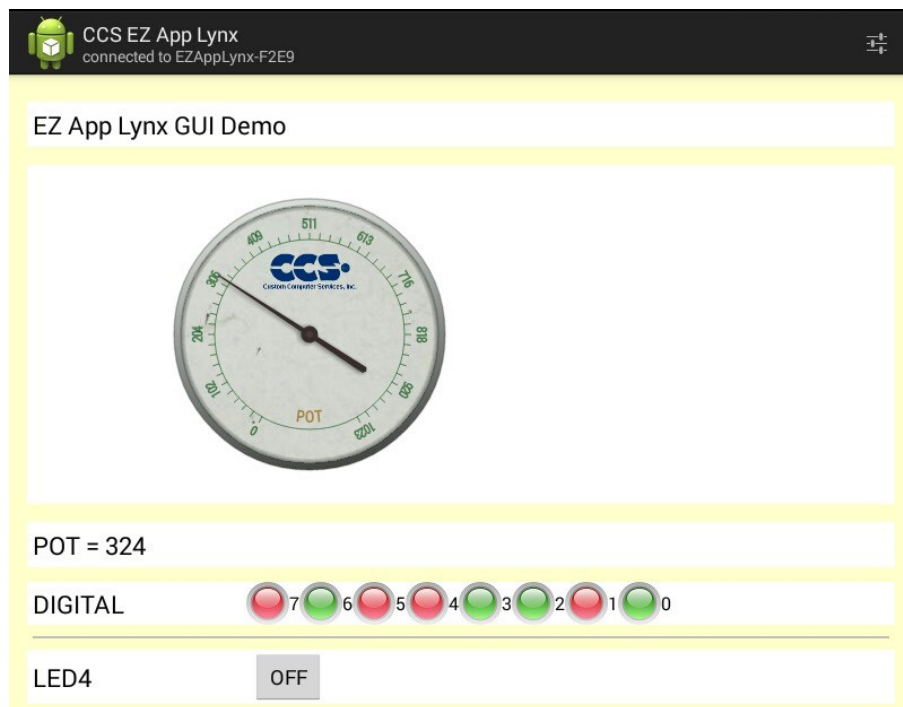 CCS EZ App Lynx
connected to EZAppLynx-F2E9
EZ App Lynx GUI Demo
511
409
613
CCS
Custom Computer Services, Inc.
306
716
204
818
102
920
POT
0
1023
POT = 324
DIGITAL 7 6 5 4 3 2 1 0
LED4 OFF